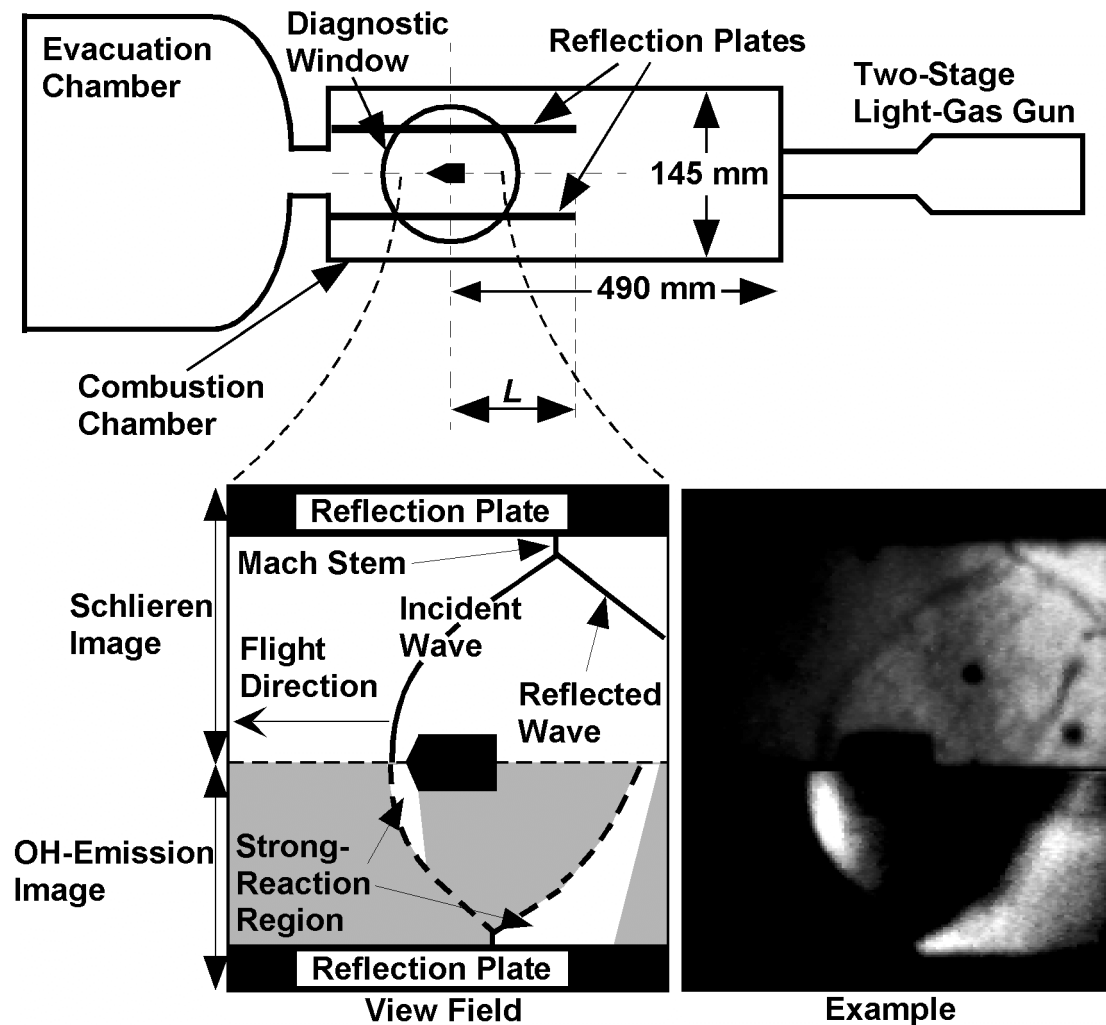 Evacuation
Chamber
Diagnostic
Window
Reflection Plates
Two-Stage
Light-Gas Gun
145 mm
490 mm
Combustion
Chamber
L
Reflection Plate
Mach Stem
Schlieren
Image
Incident
Wave
Flight
Direction
Reflected
Wave
OH-Emission
Image
Strong-
Reaction
Region
Reflection Plate
View Field
Example